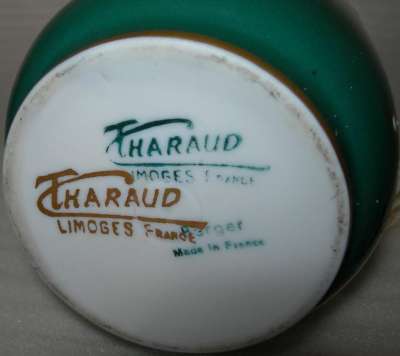 THARAUD
LIMOGES FRANCE
THARAUD
LIMOGES FRANCE
Berger
Made in France